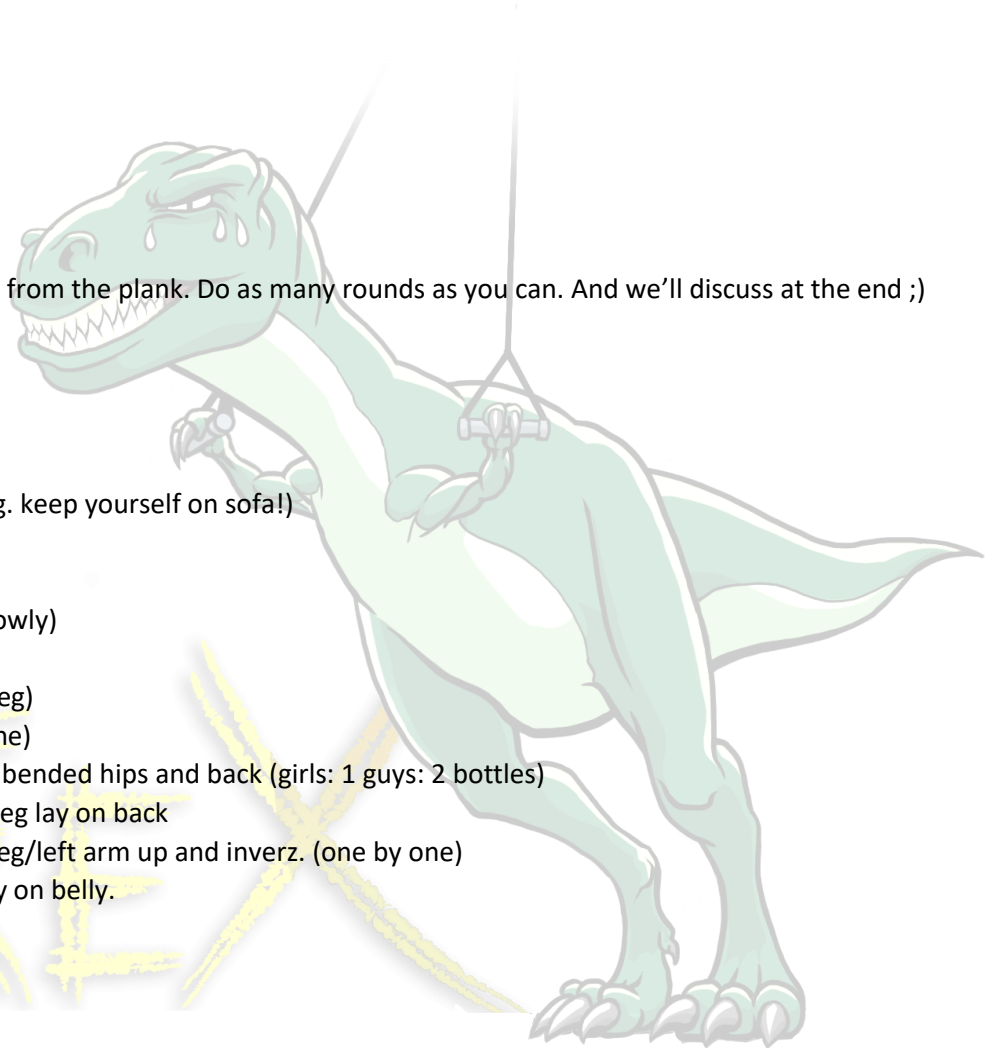 from the plank. Do as many rounds as you can. And we’ll discuss at the end ;)
g. keep yourself on sofa!)
owly)
eg)
ne)
bended hips and back (girls: 1 guys: 2 bottles)
eg lay on back
eg/left arm up and inverz. (one by one)
y on belly.